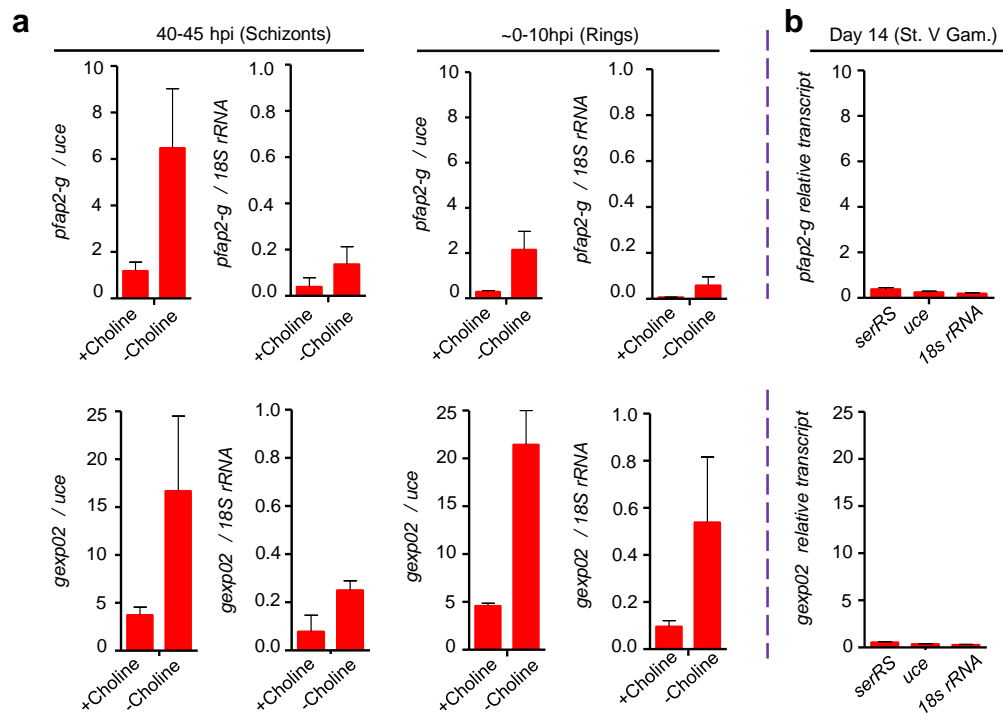 a
40-45 hpi (Schizonts)
~0-10hpi (Rings)
b
Day 14 (St. V Gam.)
pfap2-g / uce
10
8
6
4
2
0
+Choline
-Choline
pfap2-g / 18S rRNA
1.0
0.8
0.6
0.4
0.2
0.0
+Choline
-Choline
pfap2-g / uce
10
8
6
4
2
0
+Choline
-Choline
pfap2-g / 18S rRNA
1.0
0.8
0.6
0.4
0.2
0.0
+Choline
-Choline
pfap2-g relative transcript
10
8
6
4
2
0
serRS
uce
18s rRNA
gexp02 / uce
25
20
15
10
5
0
+Choline
-Choline
gexp02 / 18S rRNA
1.0
0.8
0.6
0.4
0.2
0.0
+Choline
-Choline
gexp02 / uce
25
20
15
10
5
0
+Choline
-Choline
gexp02 / 18S rRNA
1.0
0.8
0.6
0.4
0.2
0.0
+Choline
-Choline
gexp02 relative transcript
25
20
15
10
5
0
serRS
uce
18s rRNA